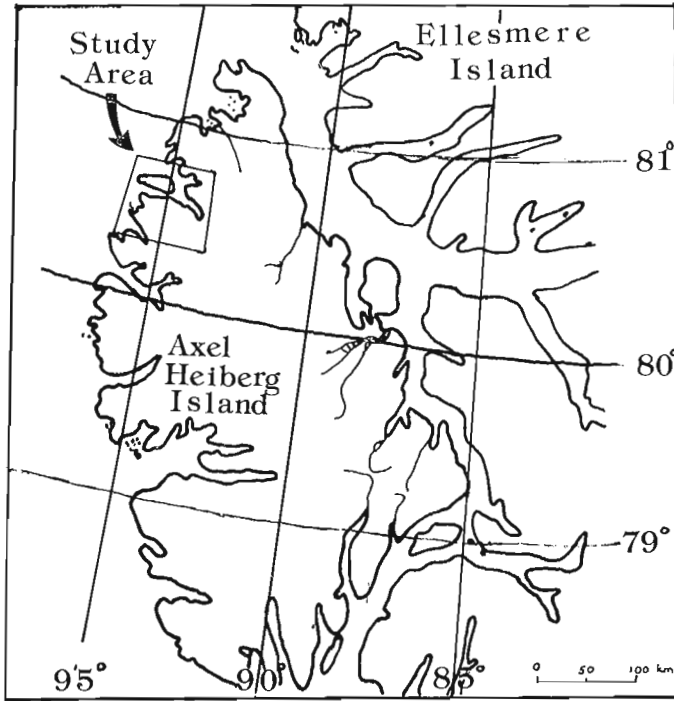 Study
Area
Ellesmere
Island
81°
80°
Axel
Heiberg
Island
79°
95°
90°
85°
0 50 100 km